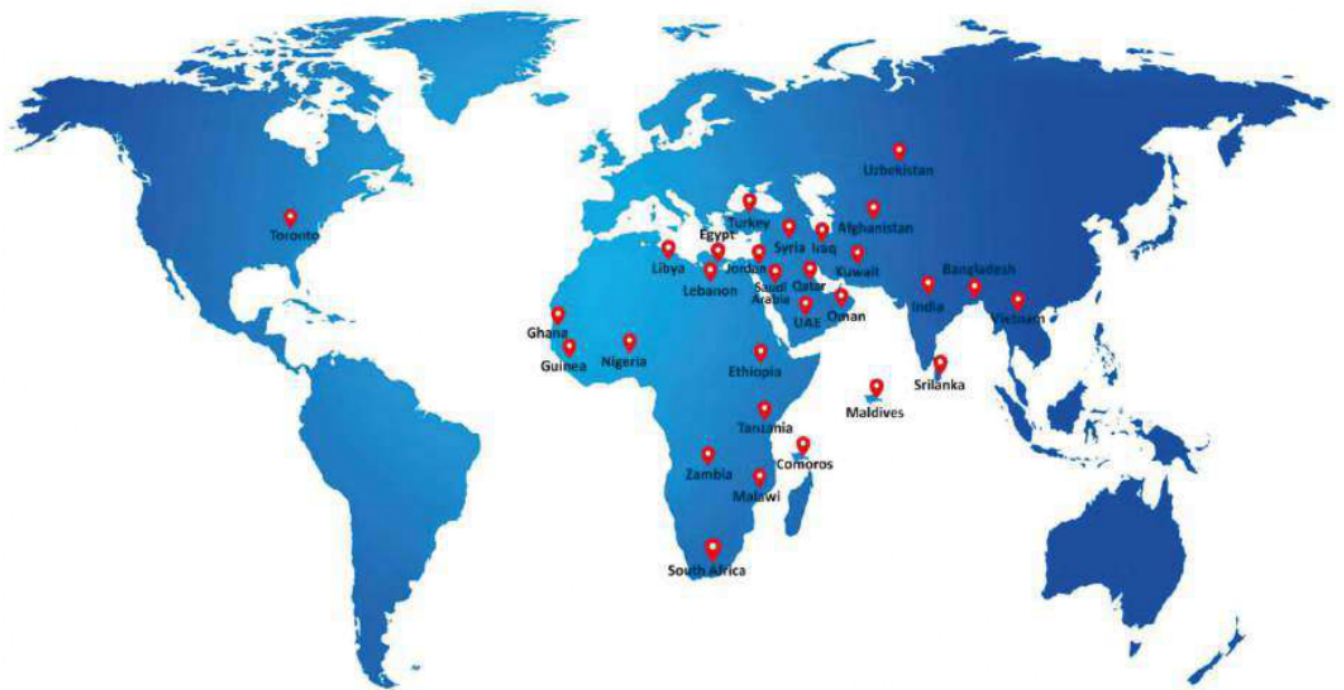 Uzbekistan
Toronto
Turkey
Afghanistan
Egypt
Syria
Iraq
Libya
Jordan
Kuwait
Lebanon
Saudi
Arabia
Qatar
Bangladesh
India
UAE
Oman
Vietnam
Ghana
Guinea
Nigeria
Ethiopia
Srilanka
Maldives
Tanzania
Comoros
Zambia
Malawi
South Africa